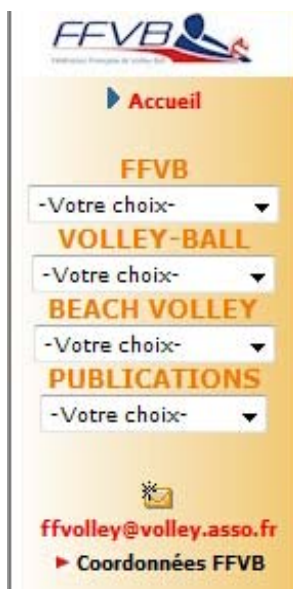 FFVB
Fédération Française de Volley-Ball
Accueil
FFVB
-Votre choix-
VOLLEY-BALL
-Votre choix-
BEACH VOLLEY
-Votre choix-
PUBLICATIONS
-Votre choix-
ffvolley@volley.asso.fr
Coordonnées FFVB